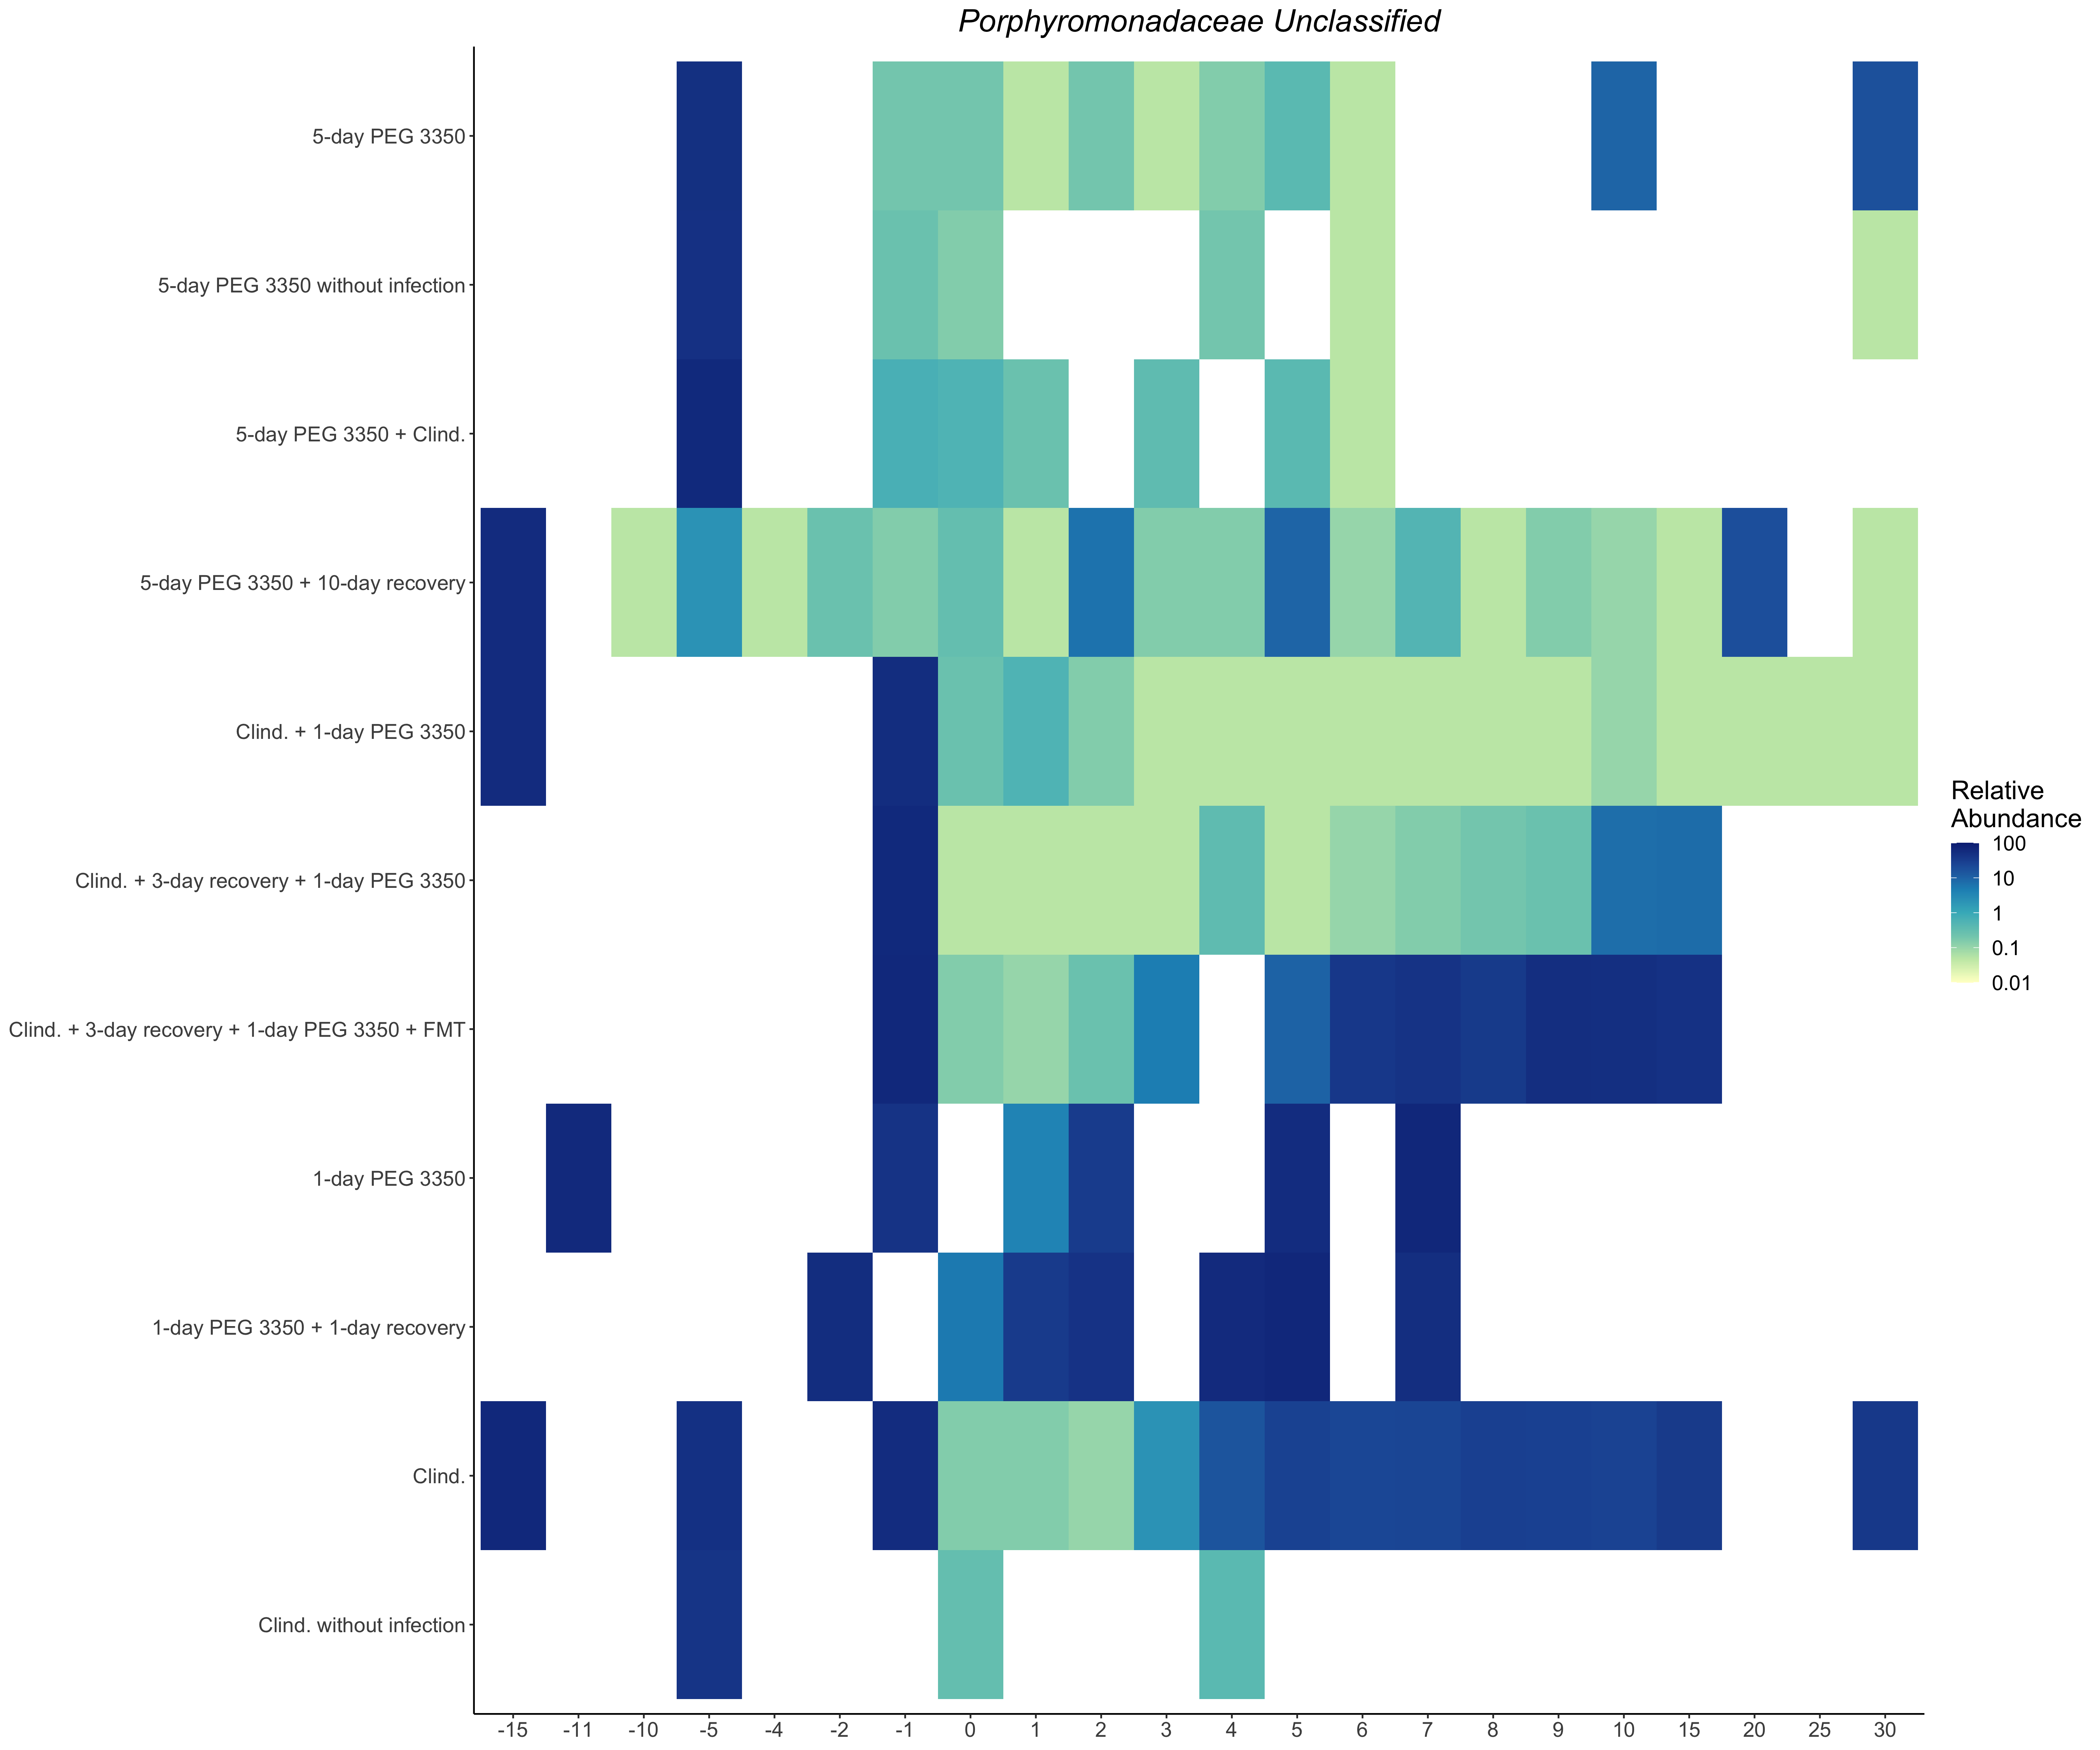 Porphyromonadaceae Unclassified
5-day PEG 3350
5-day PEG 3350 without infection
5-day PEG 3350 + Clind.
5-day PEG 3350 + 10-day recovery
Clind. + 1-day PEG 3350
Clind. + 3-day recovery + 1-day PEG 3350
Clind. + 3-day recovery + 1-day PEG 3350 + FMT
1-day PEG 3350
1-day PEG 3350 + 1-day recovery
Clind.
Clind. without infection
-15 -11 -10 -5 -4 -2 -1 0 1 2 3 4 5 6 7 8 9 10 15 20 25 30
Relative
Abundance
100
10
1
0.1
0.01